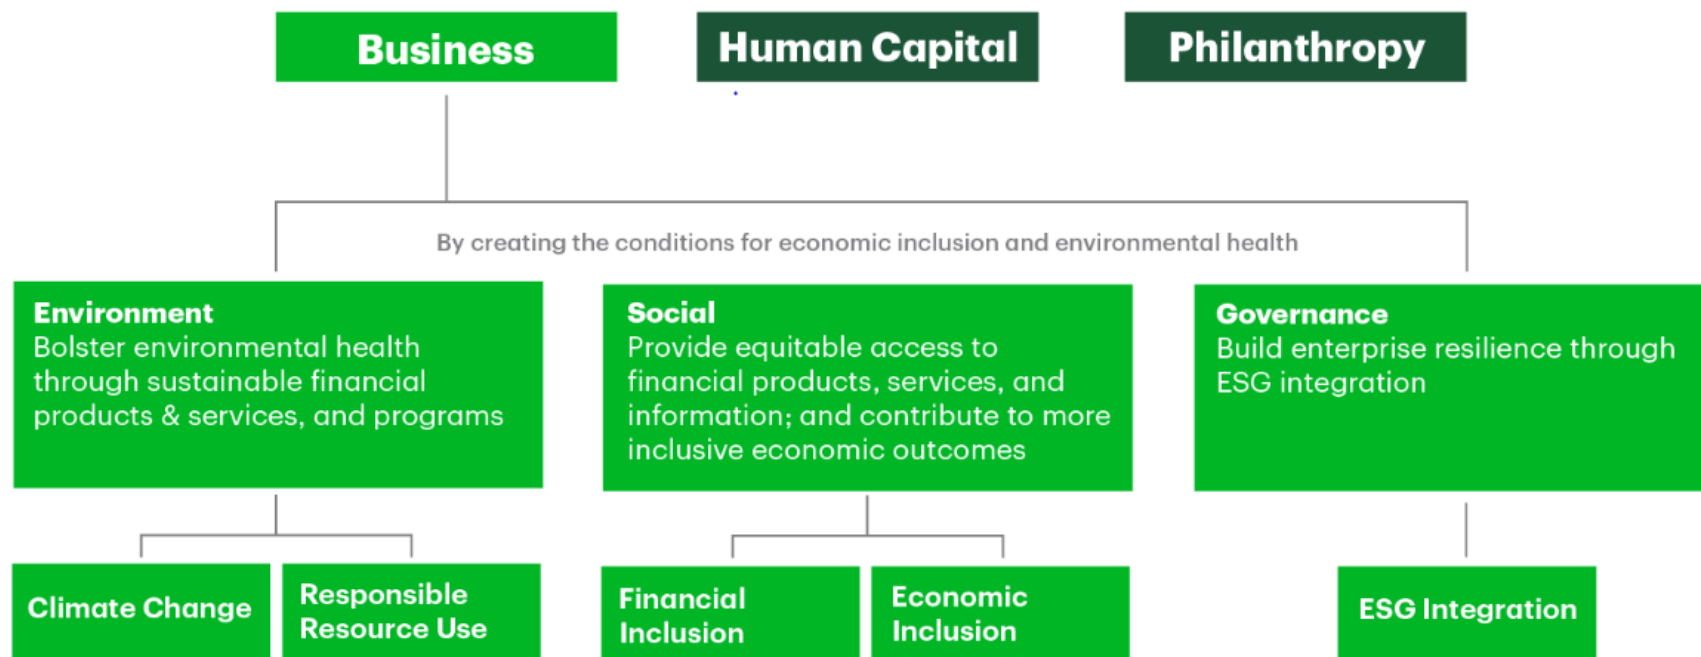 Business
Human Capital
Philanthropy
By creating the conditions for economic inclusion and environmental health
Environment
Bolster environmental health
through sustainable financial
products & services, and programs
Social
Provide equitable access to
financial products, services, and
information; and contribute to more
inclusive economic outcomes
Governance
Build enterprise resilience through
ESG integration
Climate Change
Responsible
Resource Use
Financial
Inclusion
Economic
Inclusion
ESG Integration